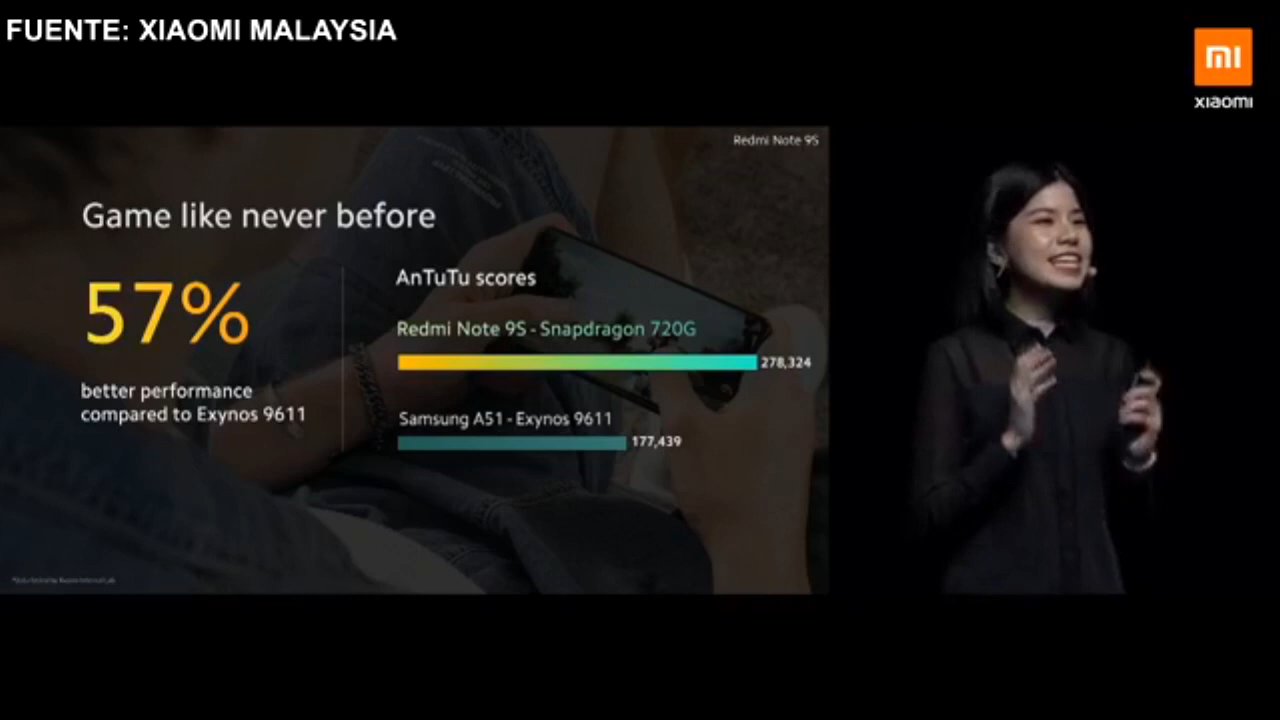 FUENTE: XIAOMI MALAYSIA
mi
xiaomi
Redmi Note 9S
Game like never before
57%
better performance
compared to Exynos 9611
AnTuTu scores
Redmi Note 9S - Snapdragon 720G
278,324
Samsung A51 - Exynos 9611
177,439